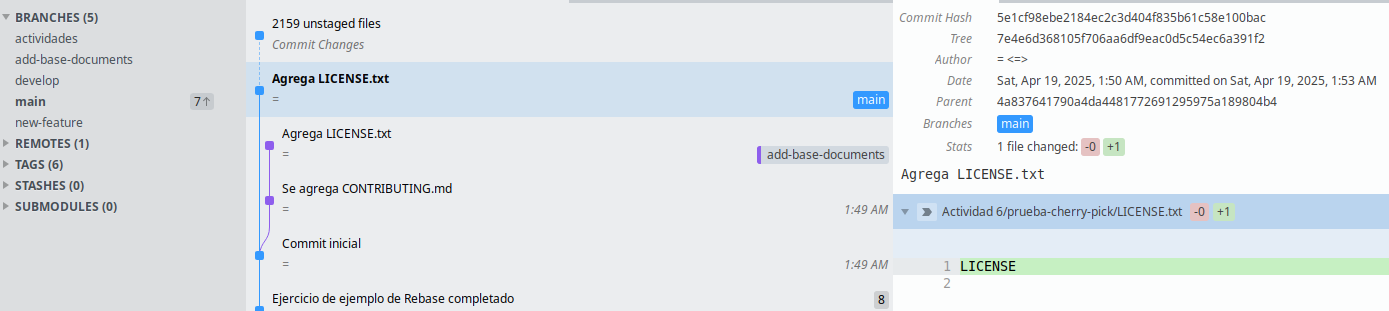 BRANCHES (5)
actividades
add-base-documents
develop
main 7↑
new-feature
REMOTES (1)
TAGS (6)
STASHES (0)
SUBMODULES (0)
2159 unstaged files
Commit Changes
Agrega LICENSE.txt
= main
Agrega LICENSE.txt
= add-base-documents
Se agrega CONTRIBUTING.md
= 1:49 AM
Commit inicial
= 1:49 AM
Ejercicio de ejemplo de Rebase completado 8
Commit Hash 5e1cf98ebe2184ec2c3d404f835b61c58e100bac
Tree 7e4e6d368105f706aa6df9eac0d5c54ec6a391f2
Author = <=>
Date Sat, Apr 19, 2025, 1:50 AM, committed on Sat, Apr 19, 2025, 1:53 AM
Parent 4a837641790a4da4481772691295975a189804b4
Branches main
Stats 1 file changed: -0 +1
Agrega LICENSE.txt
Actividad 6/prueba-cherry-pick/LICENSE.txt -0 +1
1 LICENSE
2